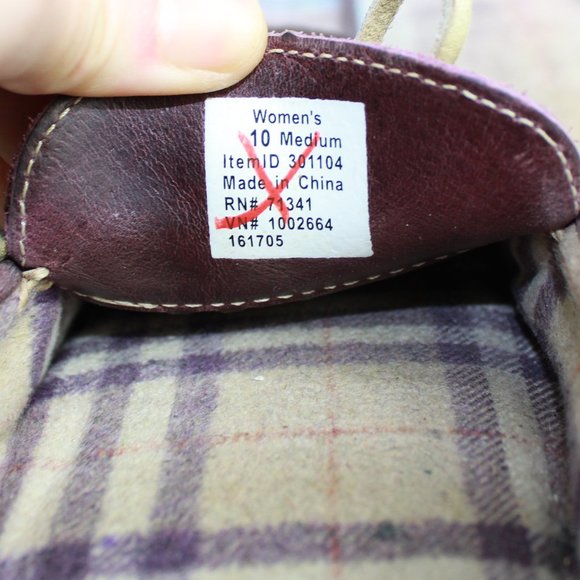 Women's
10 Medium
ItemID 301104
Made in China
RN# 71341
VN# 1002664
161705